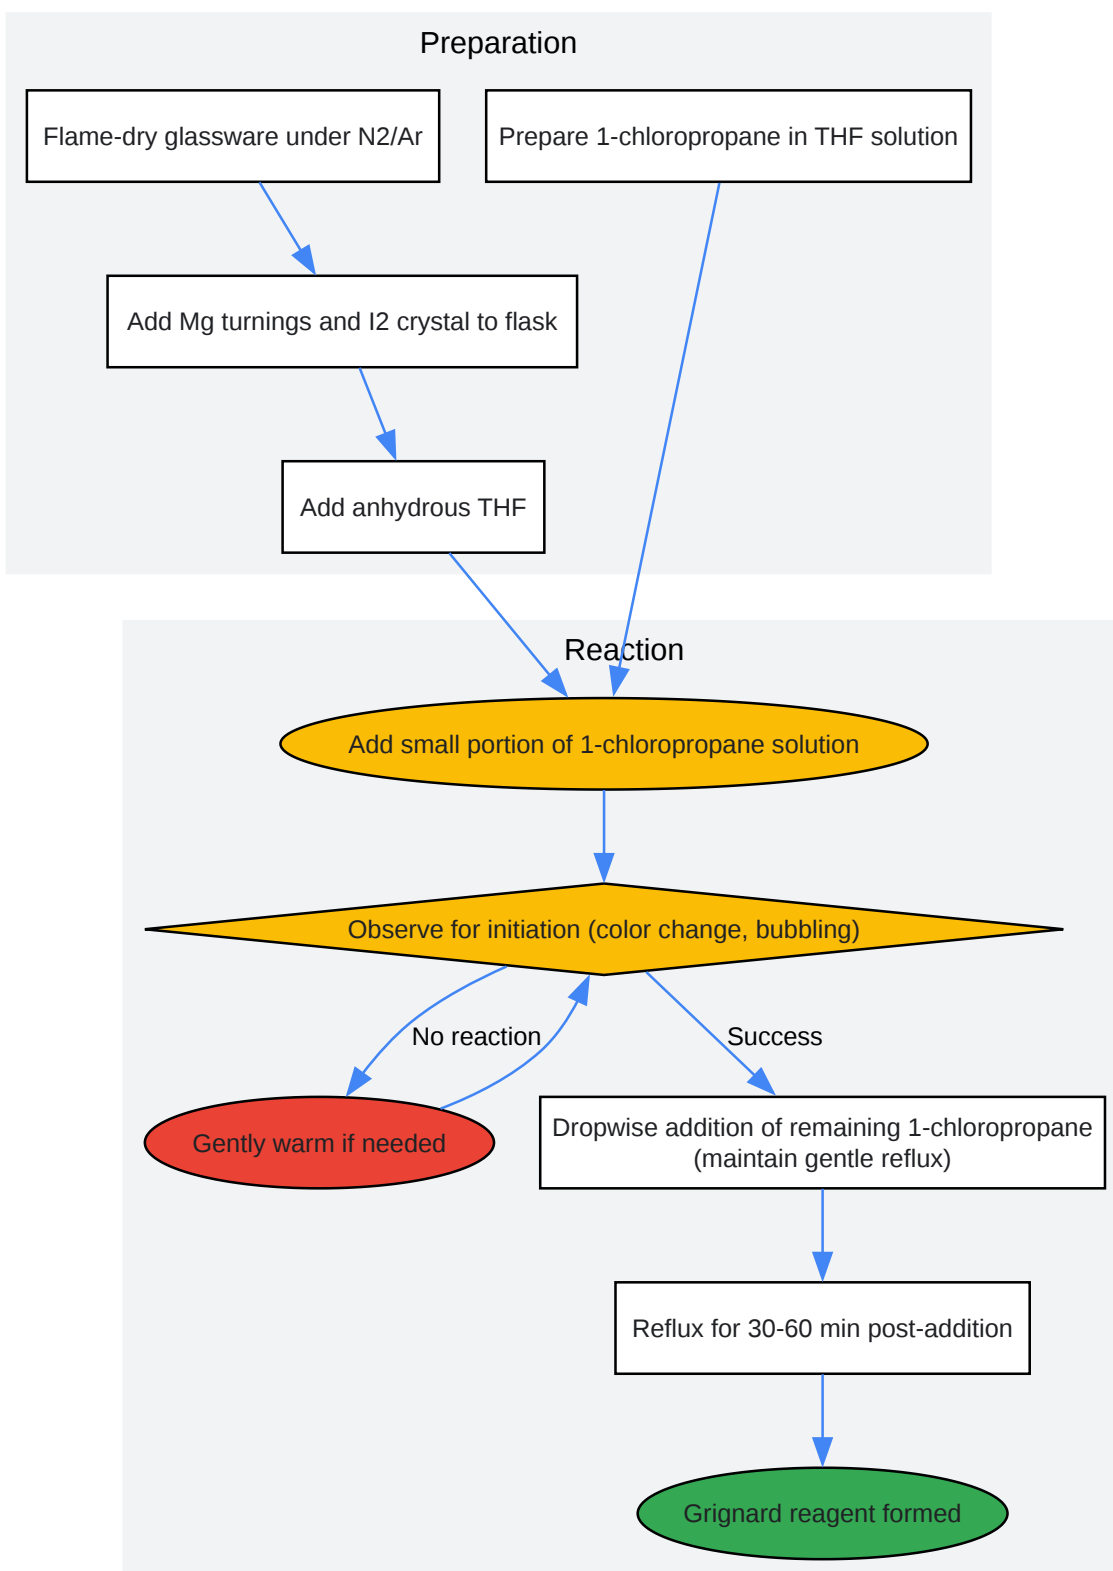 Preparation
Flame-dry glassware under N2/Ar
Prepare 1-chloropropane in THF solution
Add Mg turnings and I2 crystal to flask
Add anhydrous THF
Reaction
Add small portion of 1-chloropropane solution
Observe for initiation (color change, bubbling)
No reaction
Success
Gently warm if needed
Dropwise addition of remaining 1-chloropropane
(maintain gentle reflux)
Reflux for 30-60 min post-addition
Grignard reagent formed